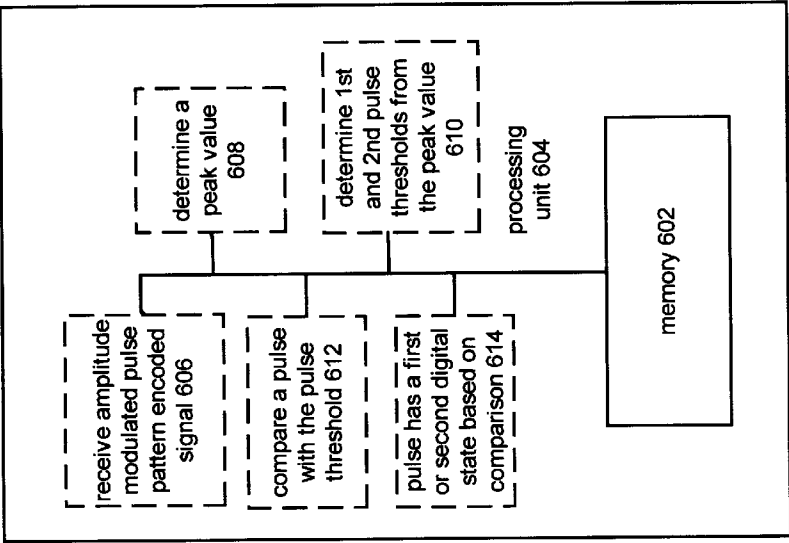 receive amplitude
modulated pulse
pattern encoded
signal 606
determine a
peak value
608
compare a pulse
with the pulse
threshold 612
determine 1st
and 2nd pulse
thresholds from
the peak value
610
pulse has a first
or second digital
state based on
comparison 614
processing
unit 604
memory 602